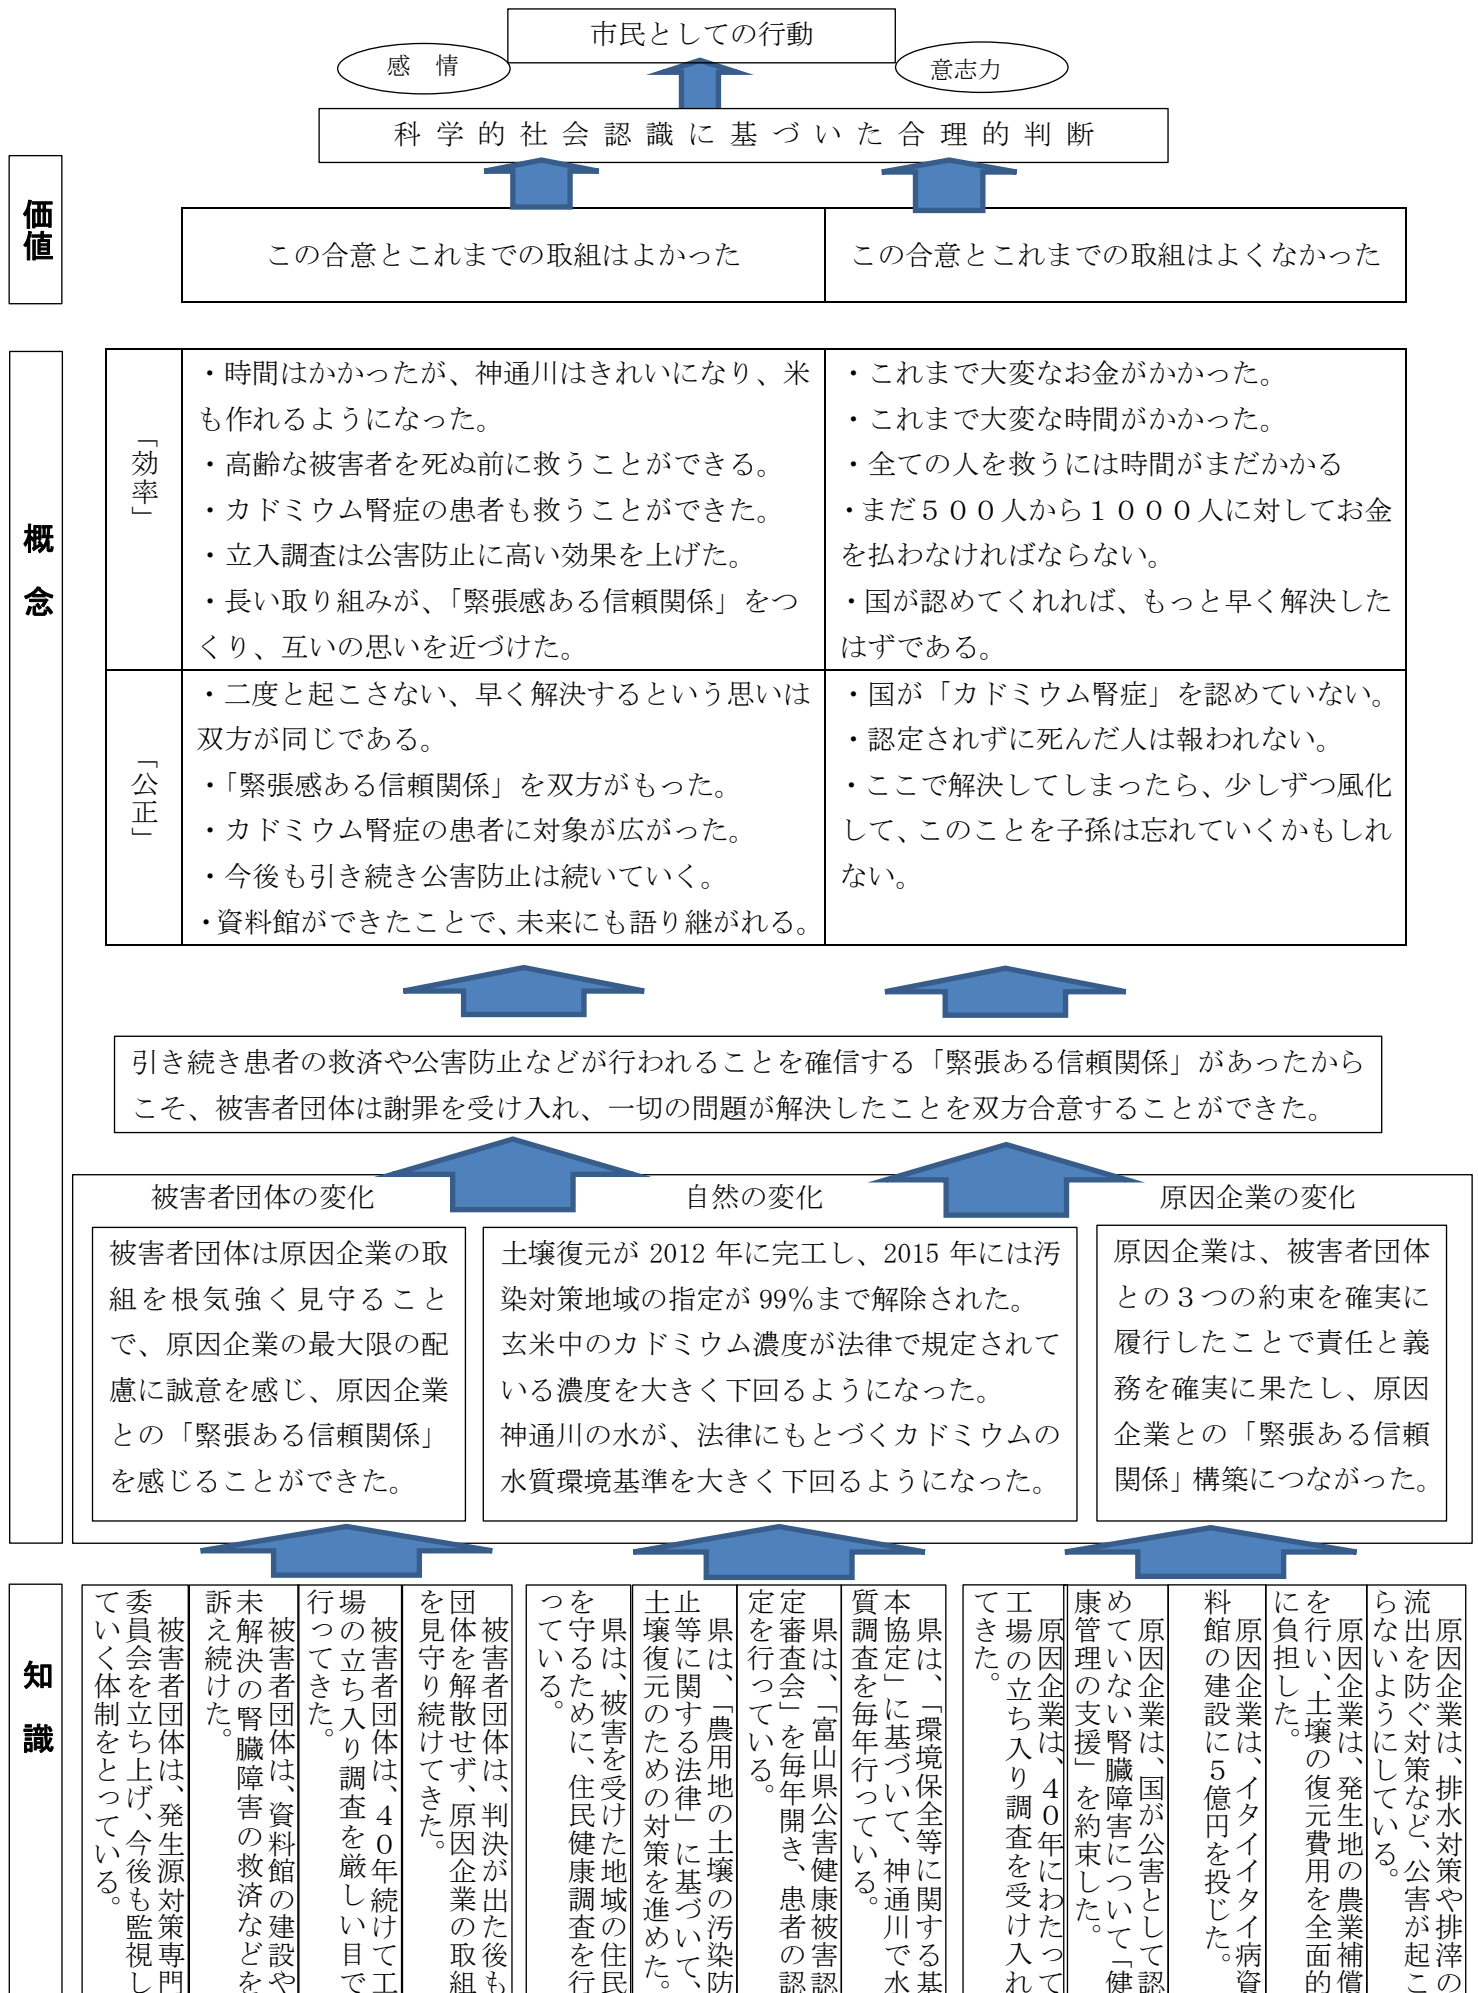 市民としての行動
感　情
意志力
科学的社会認識に基づいた合理的判断
価値
この合意とこれまでの取組はよかった
この合意とこれまでの取組はよくなかった
概　念
「効率」
・時間はかかったが、神通川はきれいになり、米
も作れるようになった。
・高齢な被害者を死ぬ前に救うことができる。
・カドミウム腎症の患者も救うことができた。
・立入調査は公害防止に高い効果を上げた。
・長い取り組みが、「緊張感ある信頼関係」をつ
くり、互いの思いを近づけた。
・これまで大変なお金がかかった。
・これまで大変な時間がかかった。
・全ての人を救うには時間がまだかかる
・まだ５００人から１０００人に対してお金
を払わなければならない。
・国が認めてくれれば、もっと早く解決した
はずである。
「公正」
・二度と起こさない、早く解決するという思いは
双方が同じである。
・「緊張感ある信頼関係」を双方がもった。
・カドミウム腎症の患者に対象が広がった。
・今後も引き続き公害防止は続いていく。
・資料館ができたことで、未来にも語り継がれる。
・国が「カドミウム腎症」を認めていない。
・認定されずに死んだ人は報われない。
・ここで解決してしまったら、少しずつ風化
して、このことを子孫は忘れていくかもしれ
ない。
引き続き患者の救済や公害防止などが行われることを確信する「緊張ある信頼関係」があったから
こそ、被害者団体は謝罪を受け入れ、一切の問題が解決したことを双方合意することができた。
被害者団体の変化
被害者団体は原因企業の取
組を根気強く見守ること
で、原因企業の最大限の配
慮に誠意を感じ、原因企業
との「緊張ある信頼関係」
を感じることができた。
自然の変化
土壌復元が 2012 年に完工し、2015 年には汚
染対策地域の指定が 99％まで解除された。
玄米中のカドミウム濃度が法律で規定されて
いる濃度を大きく下回るようになった。
神通川の水が、法律にもとづくカドミウムの
水質環境基準を大きく下回るようになった。
原因企業の変化
原因企業は、被害者団体
との３つの約束を確実に
履行したことで責任と義
務を確実に果たし、原因
企業との「緊張ある信頼
関係」構築につながった。
知　識
原因企業は、排水対策や排滓の
流出を防ぐ対策など、公害が起こ
らないようにしている。
原因企業は、発生地の農業補償
を行い、土壌の復元費用を全面的
に負担した。
原因企業は、イタイイタイ病資
料館の建設に５億円を投じた。
原因企業は、国が公害として認
めていない腎臓障害について「健
康管理の支援」を約束した。
原因企業は、４０年にわたって
工場の立ち入り調査を受け入れ
てきた。
県は、「環境保全等に関する基
本協定」に基づいて、神通川で水
質調査を毎年行っている。
県は、「富山県公害健康被害認
定審査会」を毎年開き、患者の認
定を行っている。
県は、「農用地の土壌の汚染防
止等に関する法律」に基づいて、
土壌復元のための対策を進めた。
県は、被害を受けた地域の住民
を守るために、住民健康調査を行
っている。
被害者団体は、判決が出た後も
団体を解散せず、原因企業の取組
を見守り続けてきた。
被害者団体は、４０年続けて工
場の立ち入り調査を厳しい目で
行ってきた。
被害者団体は、資料館の建設や
未解決の腎臓障害の救済などを
訴え続けた。
被害者団体は、発生源対策専門
委員会を立ち上げ、今後も監視し
ていく体制をとっている。